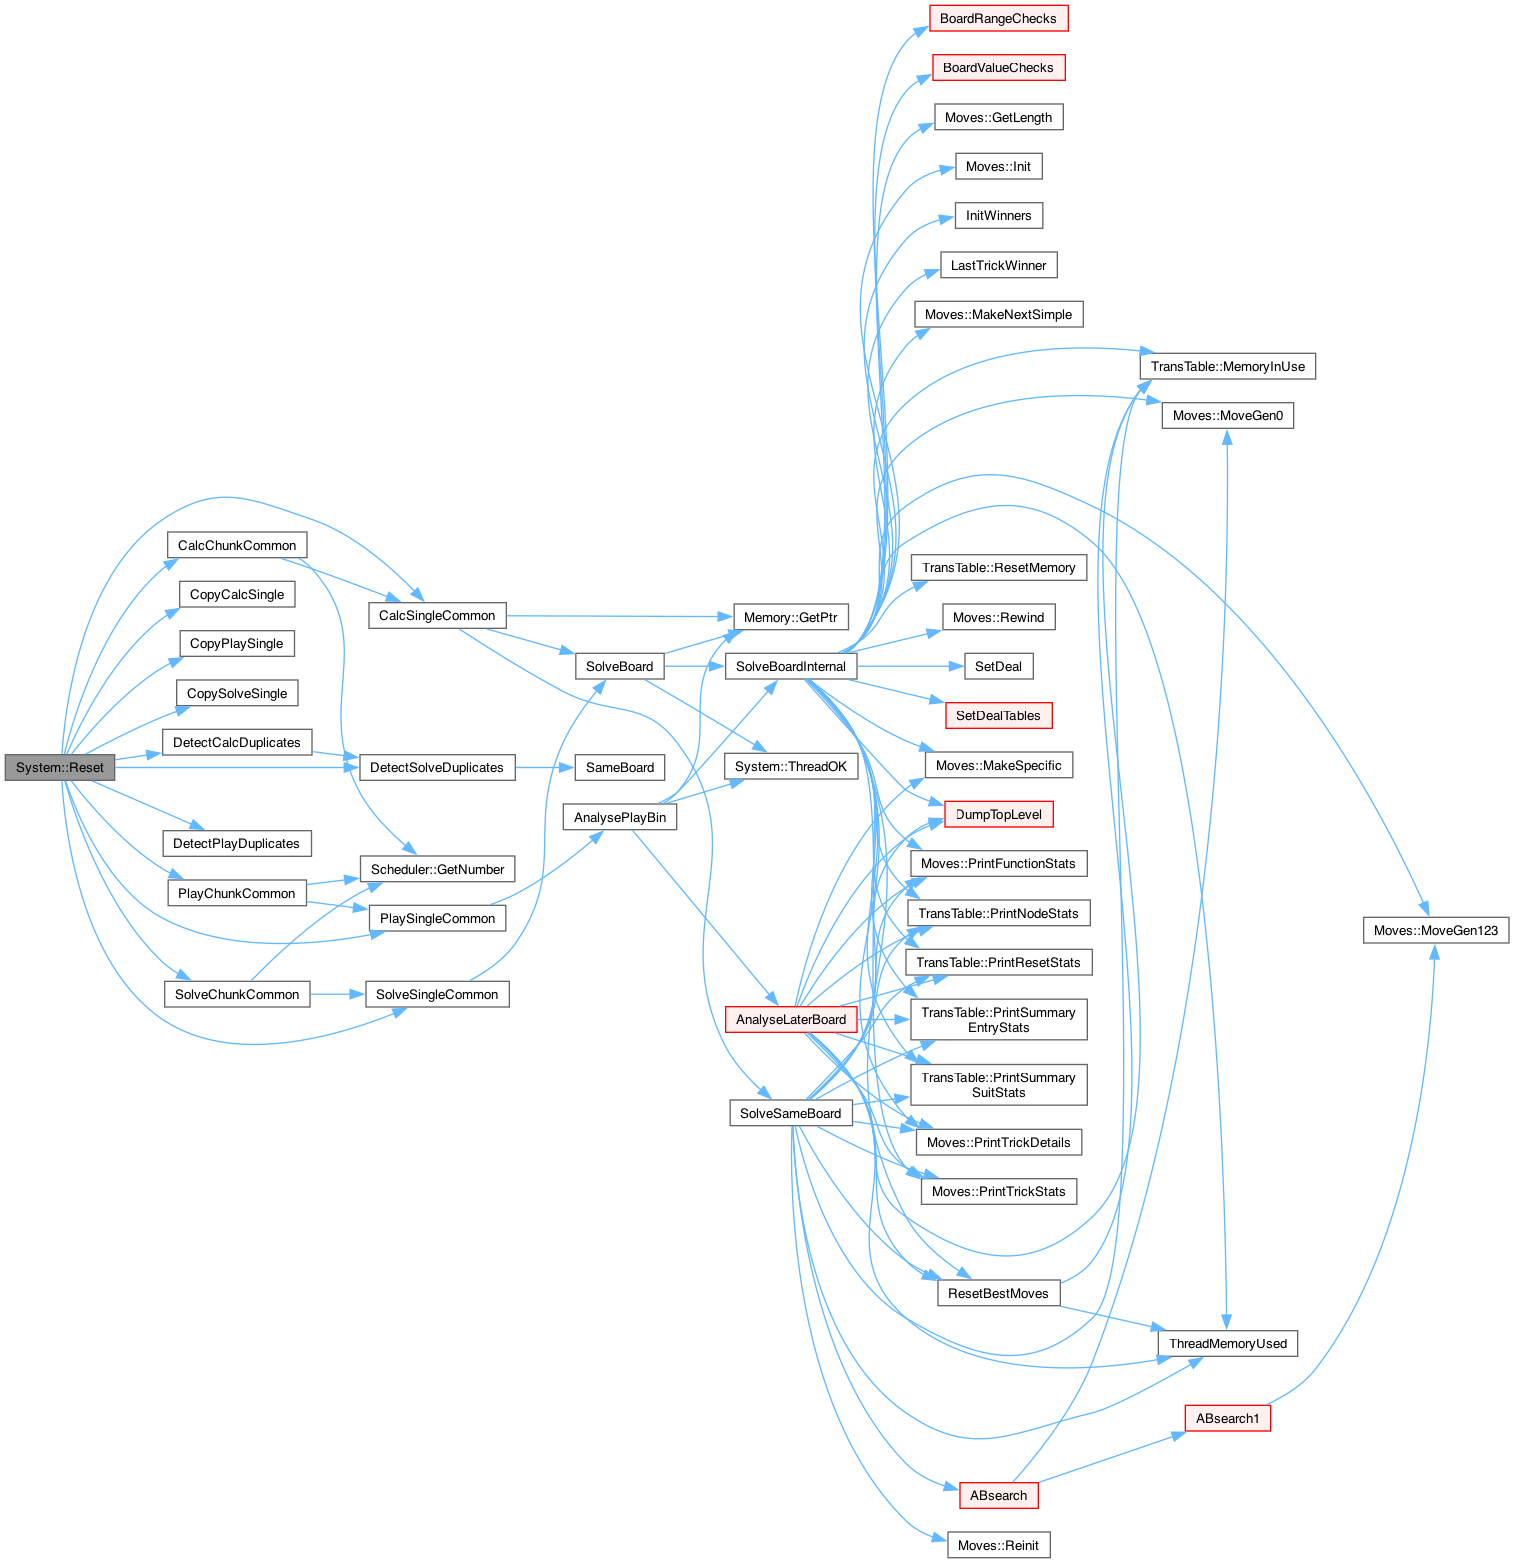 BoardRangeChecks
BoardValueChecks
Moves::GetLength
Moves::Init
InitWinners
LastTrickWinner
Moves::MakeNextSimple
TransTable::MemoryInUse
Moves::MoveGen0
CalcChunkCommon
TransTable::ResetMemory
CopyCalcSingle
CalcSingleCommon
Memory::GetPtr
Moves::Rewind
CopyPlaySingle
SolveBoard
SolveBoardInternal
SetDeal
CopySolveSingle
SetDealTables
DetectCalcDuplicates
System::Reset
DetectSolveDuplicates
SameBoard
System::ThreadOK
Moves::MakeSpecific
AnalysePlayBin
DumpTopLevel
DetectPlayDuplicates
Scheduler::GetNumber
Moves::PrintFunctionStats
PlayChunkCommon
PlaySingleCommon
TransTable::PrintNodeStats
Moves::MoveGen123
TransTable::PrintResetStats
SolveChunkCommon
SolveSingleCommon
AnalyseLaterBoard
TransTable::PrintSummary
EntryStats
TransTable::PrintSummary
SuitStats
SolveSameBoard
Moves::PrintTrickDetails
Moves::PrintTrickStats
ResetBestMoves
ThreadMemoryUsed
ABsearch1
ABsearch
Moves::Reinit